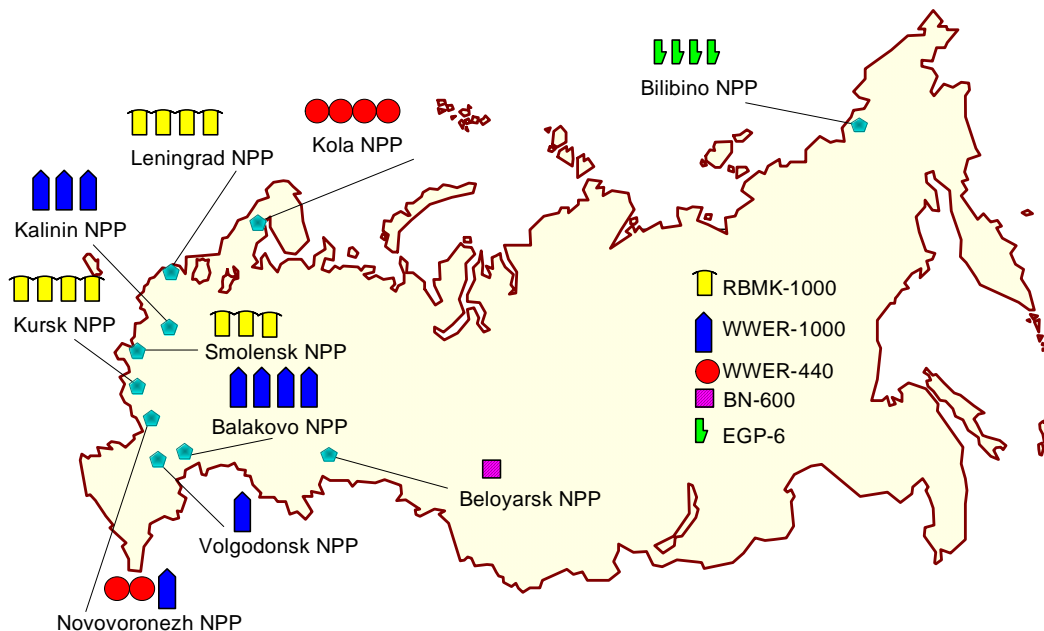 Bilibino NPP
Leningrad NPP
Kola NPP
Kalinin NPP
Kursk NPP
Smolensk NPP
Balakovo NPP
Beloyarsk NPP
Volgodonsk NPP
Novovoronezh NPP
RBMK-1000
WWER-1000
WWER-440
BN-600
EGP-6